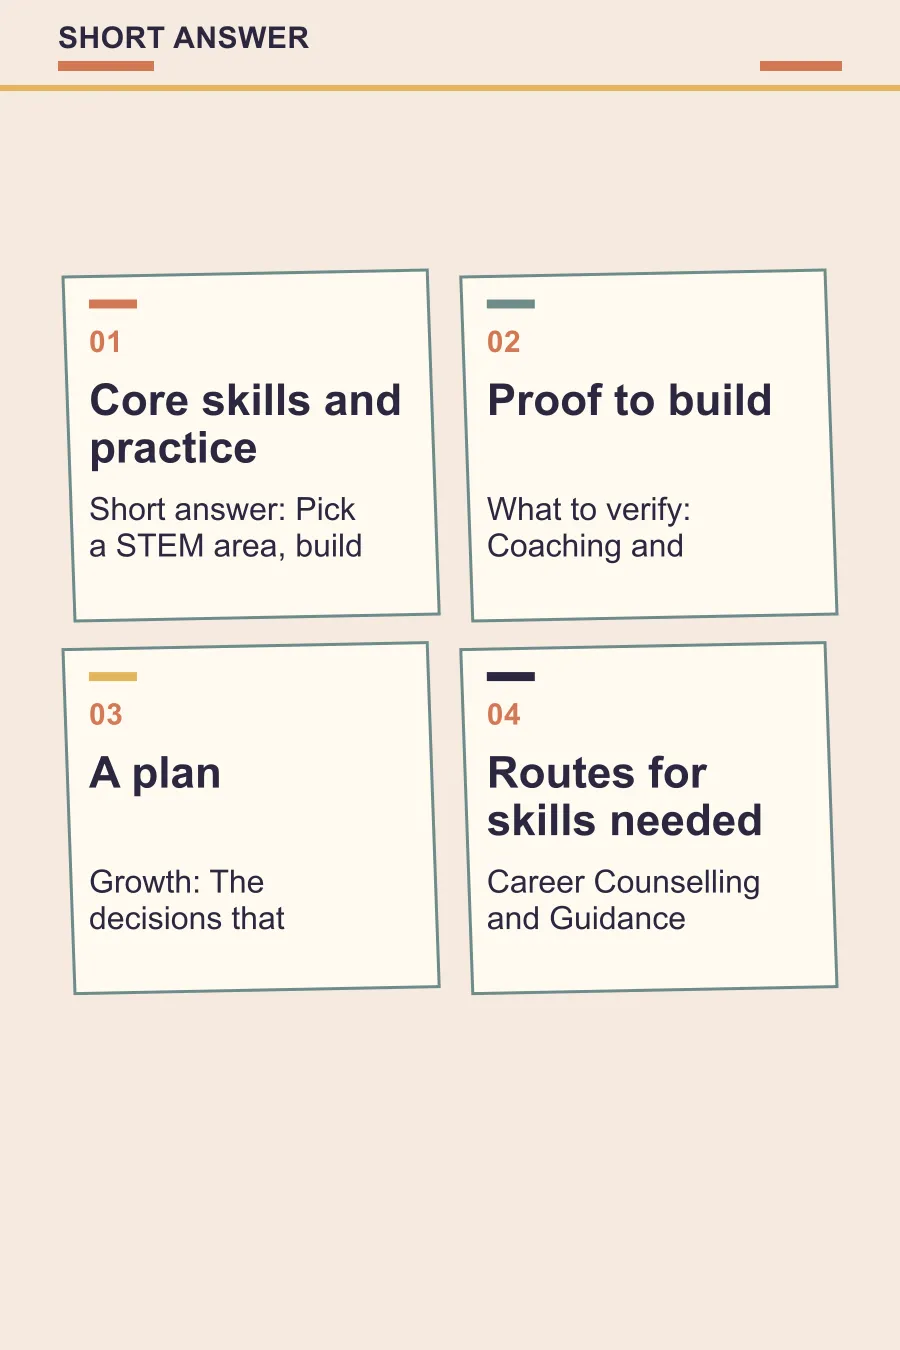 SHORT ANSWER
01
Core skills and
practice
Short answer: Pick
a STEM area, build
02
Proof to build
What to verify:
Coaching and
03
A plan
Growth: The
decisions that
04
Routes for
skills needed
Career Counselling
and Guidance